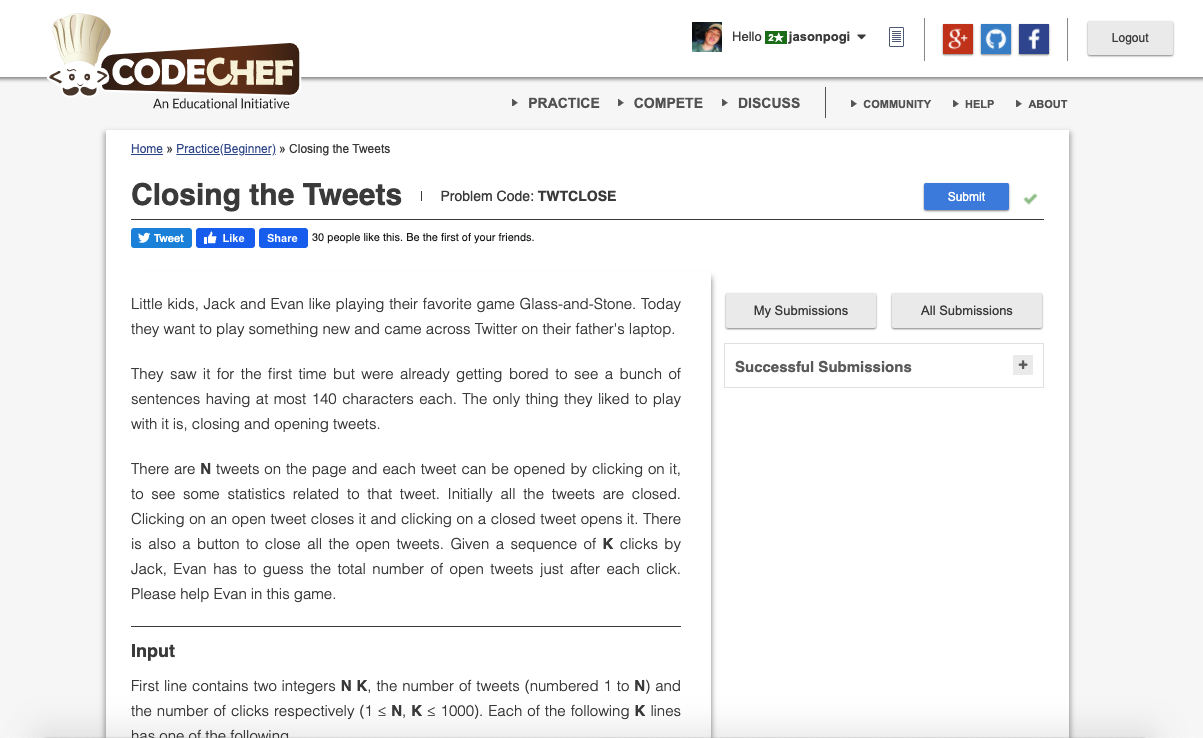 CODECHEF
An Educational Initiative
Hello 2★ jasonpogi
Logout
PRACTICE COMPETE DISCUSS COMMUNITY HELP ABOUT
Home » Practice(Beginner) » Closing the Tweets
Closing the Tweets Problem Code: TWTCLOSE
Submit
Tweet Like Share 30 people like this. Be the first of your friends.
Little kids, Jack and Evan like playing their favorite game Glass-and-Stone. Today
they want to play something new and came across Twitter on their father's laptop.
They saw it for the first time but were already getting bored to see a bunch of
sentences having at most 140 characters each. The only thing they liked to play
with it is, closing and opening tweets.
There are N tweets on the page and each tweet can be opened by clicking on it,
to see some statistics related to that tweet. Initially all the tweets are closed.
Clicking on an open tweet closes it and clicking on a closed tweet opens it. There
is also a button to close all the open tweets. Given a sequence of K clicks by
Jack, Evan has to guess the total number of open tweets just after each click.
Please help Evan in this game.
Input
First line contains two integers N K, the number of tweets (numbered 1 to N) and
the number of clicks respectively (1 ≤ N, K ≤ 1000). Each of the following K lines
has one of the following.
My Submissions
All Submissions
Successful Submissions +